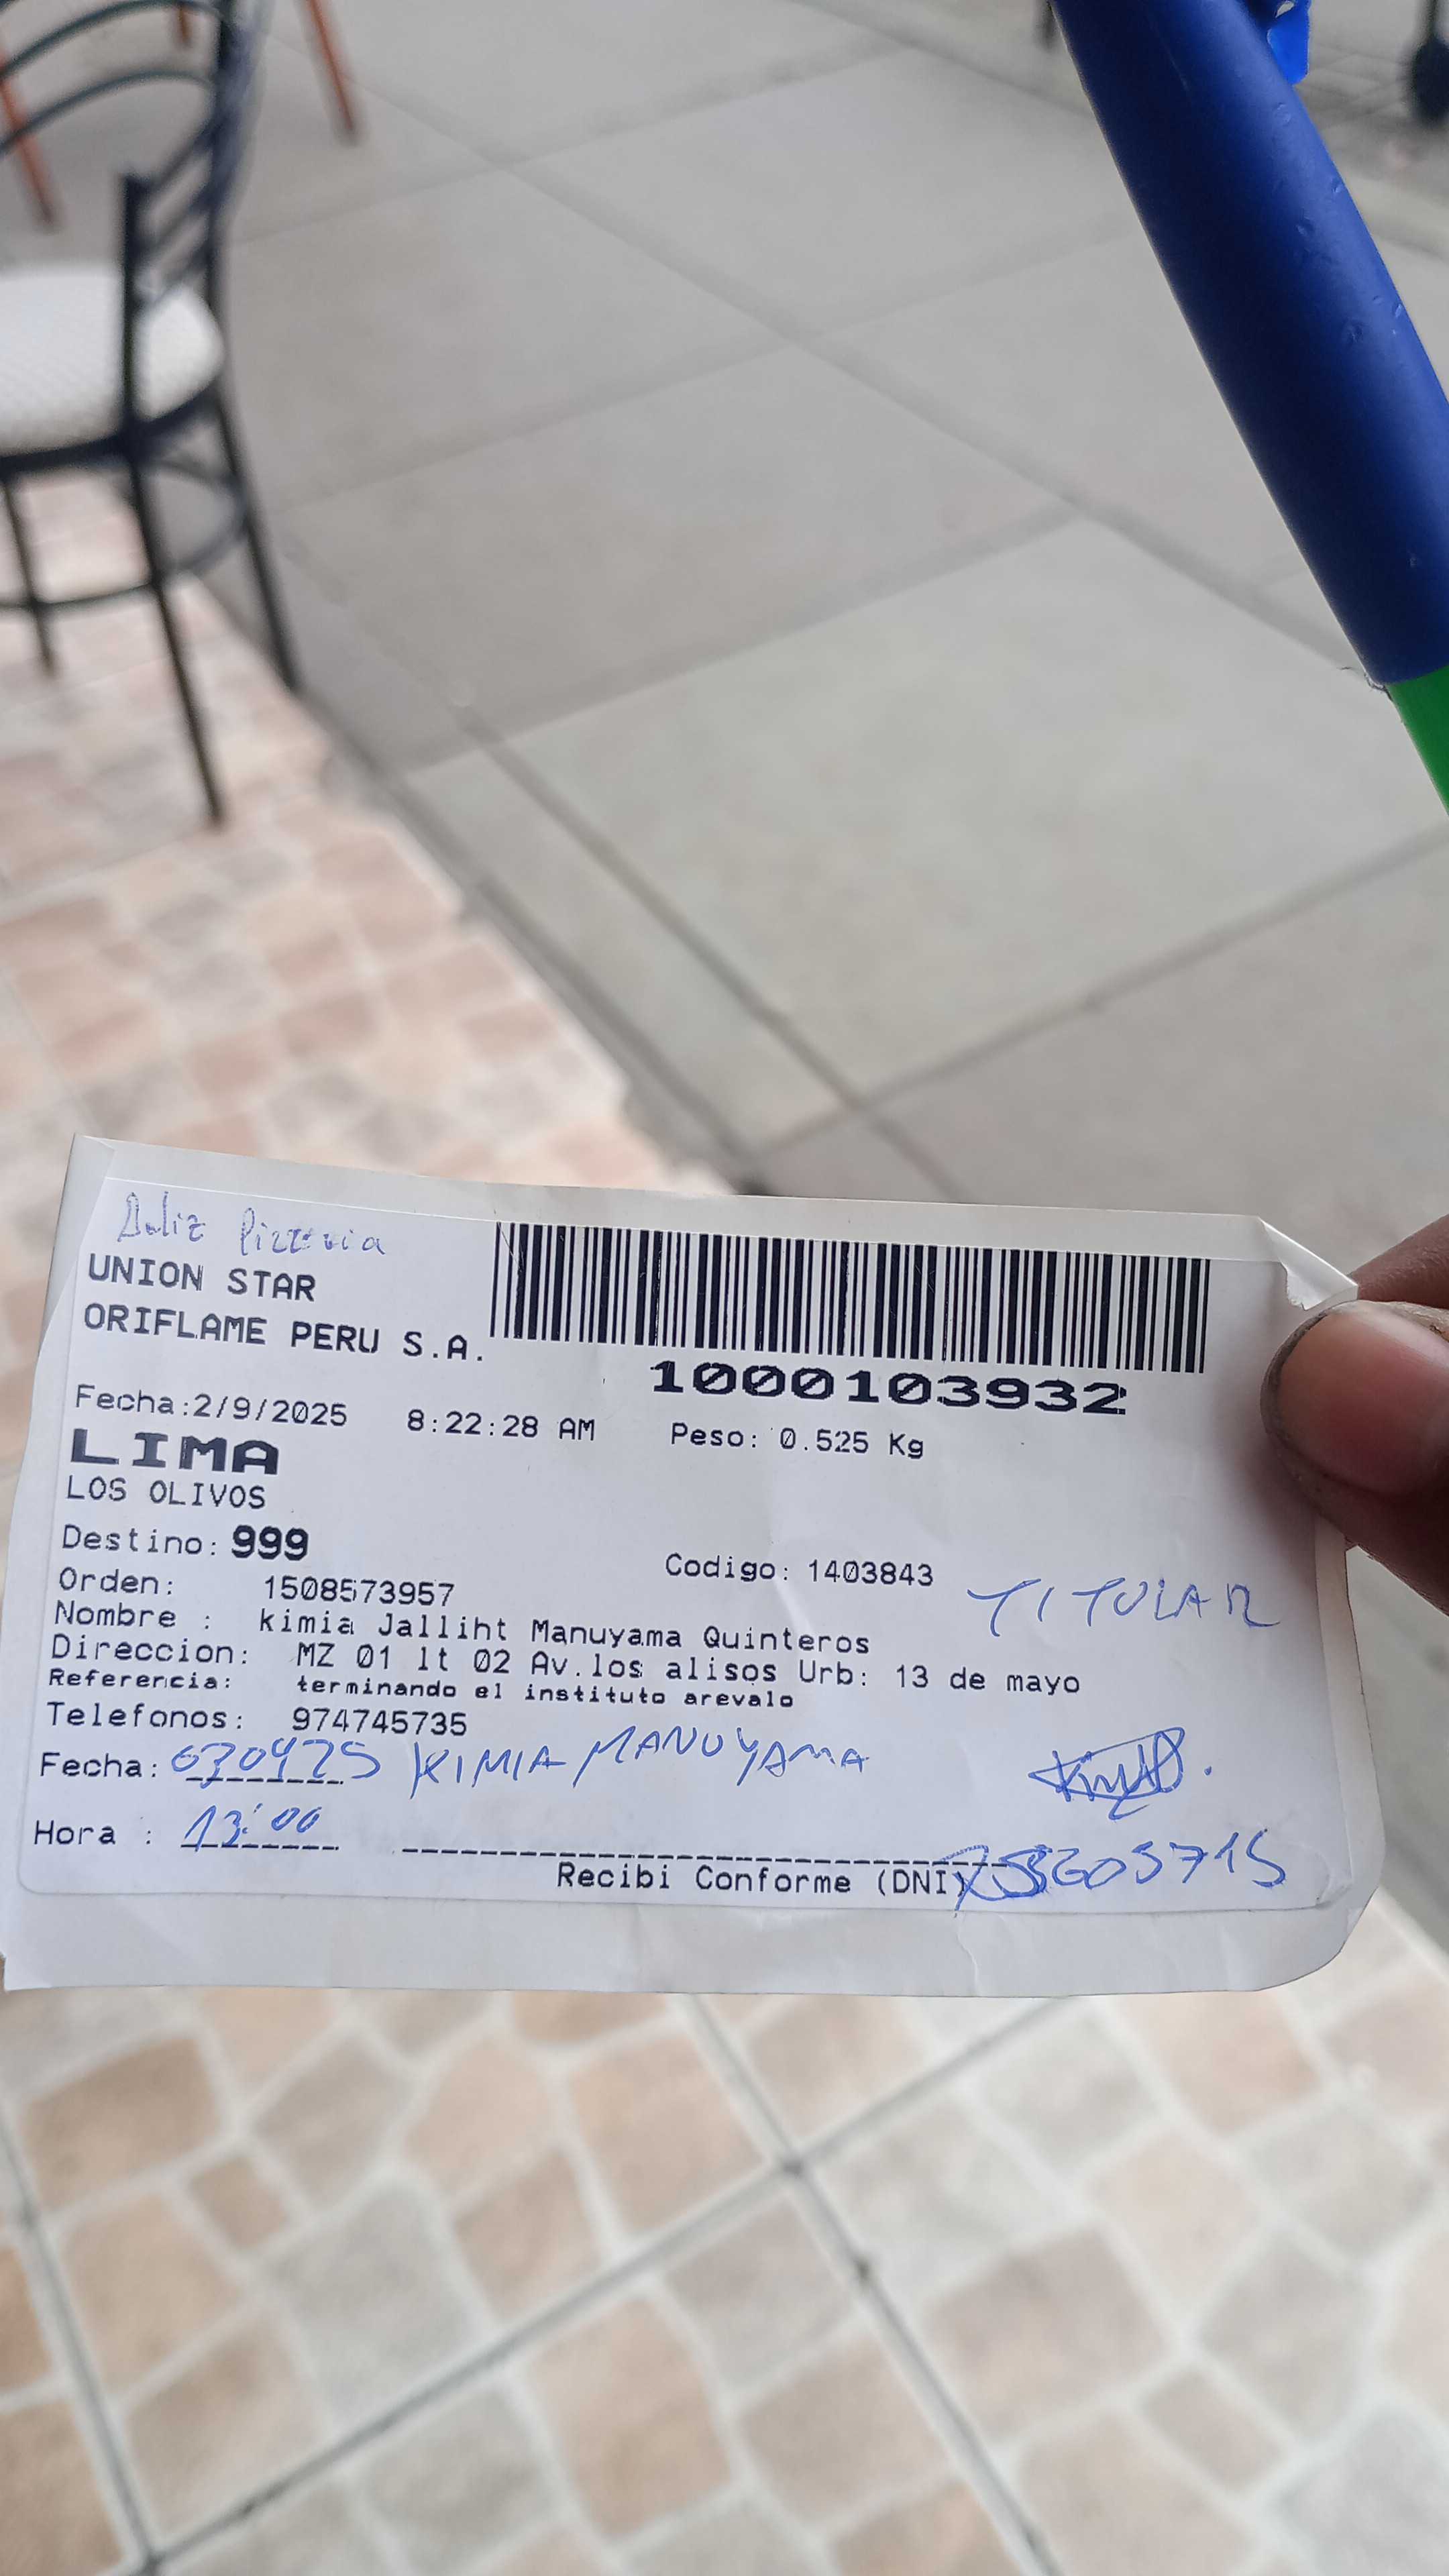 Pizzeria
UNION STAR
ORIFLAME PERU S.A.
1000103932
Fecha:2/9/2025 8:22:28 AM Peso: 0.525 Kg
LIMA
LOS OLIVOS
Destino: 999
Codigo: 1403843
Orden: 1508573957
TITULAR
Nombre : kimia Jalliht Manuyama Quinteros
Direccion: MZ 01 lt 02 Av.los alisos Urb: 13 de mayo
Referencia: terminando el instituto arevalo
Telefonos: 974745735
Fecha: 030925 KIMIA MANUYAMA
Hora : 13:00
Recibi Conforme (DNI)